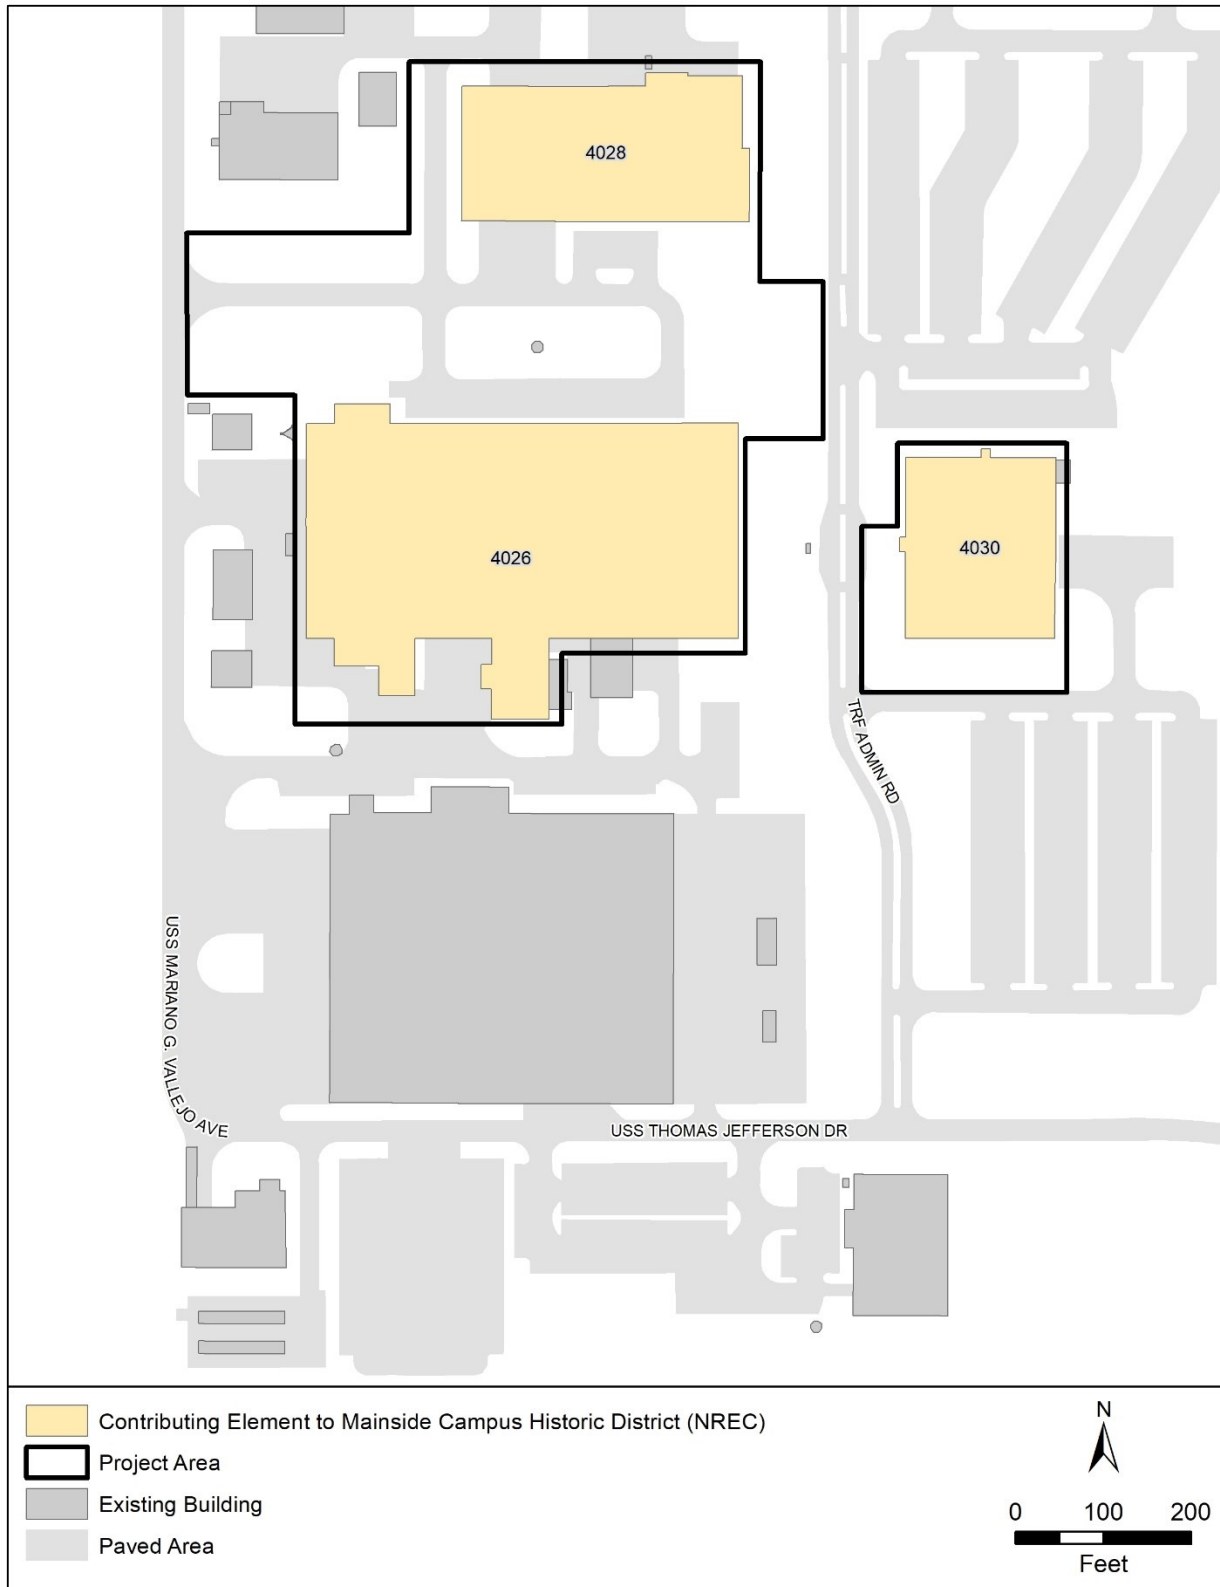 4028
4026
4030
TRF ADMIN RD
USS MARIANO G. VALLEJO AVE
USS THOMAS JEFFERSON DR
Contributing Element to Mainside Campus Historic District (NREC)
Project Area
Existing Building
Paved Area
N
0 100 200
Feet